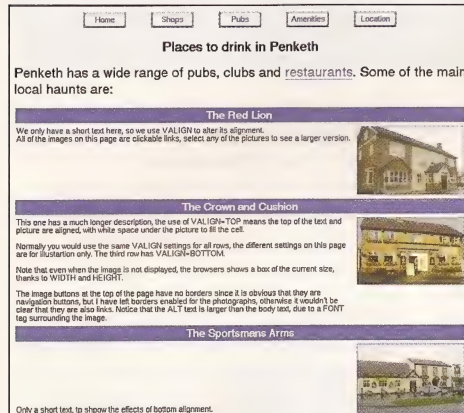 Home Shops Pubs Amenities Location
Places to drink in Penketh
Penketh has a wide range of pubs, clubs and restaurants. Some of the main
local haunts are:
The Red Lion
We only have a short text here, so we use VALIGN to alter its alignment.
All of the images on this page are clickable links, select any of the pictures to see a larger version.
The Crown and Cushion
This one has a much longer description, the use of VALIGN=TOP means the top of the text and
picture are aligned, with white space under the picture to fill the cell.
Normally you would use the same VALIGN settings for all rows, the different settings on this page
are for illustartion only. The third row has VALIGN=BOTTOM.
Note that even when the image is not displayed, the browsers shows a box of the current size,
thanks to WIDTH and HEIGHT.
The image buttons at the top of the page have no borders since it is obvious that they are
navigation buttons, but I have left borders enabled for the photographs, otherwise it wouldn't be
clear that they are also links. Notice that the ALT text is larger than the body text, due to a FONT
tag surrounding the image.
The Sportsmans Arms
Only a short text, to shpow the effects of bottom alignment.